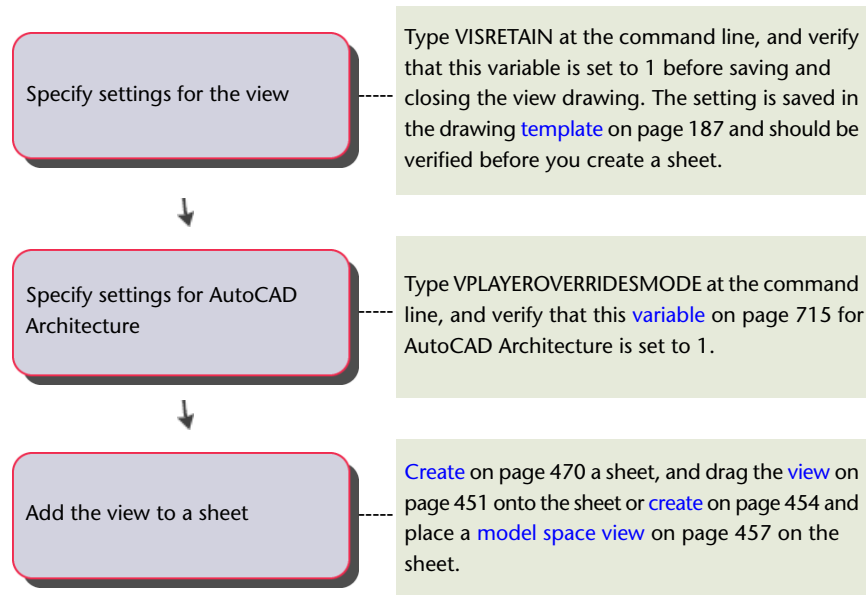 Specify settings for the view
Type VISRETAIN at the command line, and verify
that this variable is set to 1 before saving and
closing the view drawing. The setting is saved in
the drawing template on page 187 and should be
verified before you create a sheet.
Specify settings for AutoCAD
Architecture
Type VPLAYEROVERRIDESMODE at the command
line, and verify that this variable on page 715 for
AutoCAD Architecture is set to 1.
Add the view to a sheet
Create on page 470 a sheet, and drag the view on
page 451 onto the sheet or create on page 454 and
place a model space view on page 457 on the
sheet.